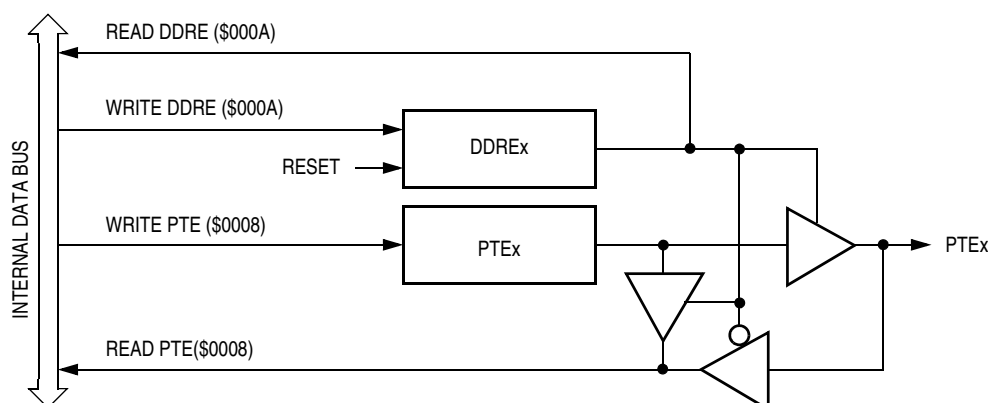 READ DDRE ($000A)
WRITE DDRE ($000A)
DDREx
RESET
INTERNAL DATA BUS
WRITE PTE ($0008)
PTEx
PTEx
READ PTE($0008)